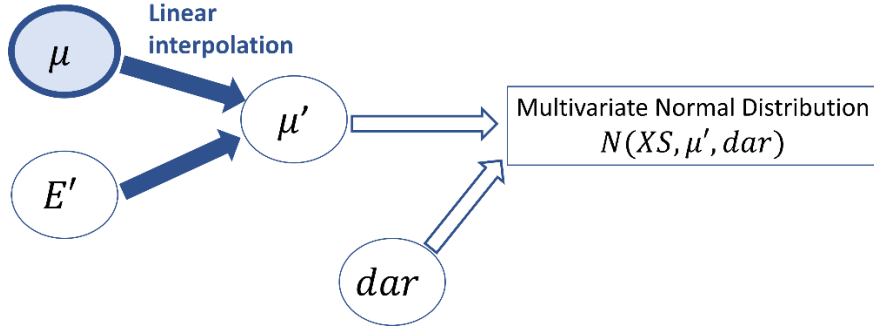 Linear
interpolation
μ
μ′
E′
Multivariate Normal Distribution
N(XS, μ′, dar)
dar